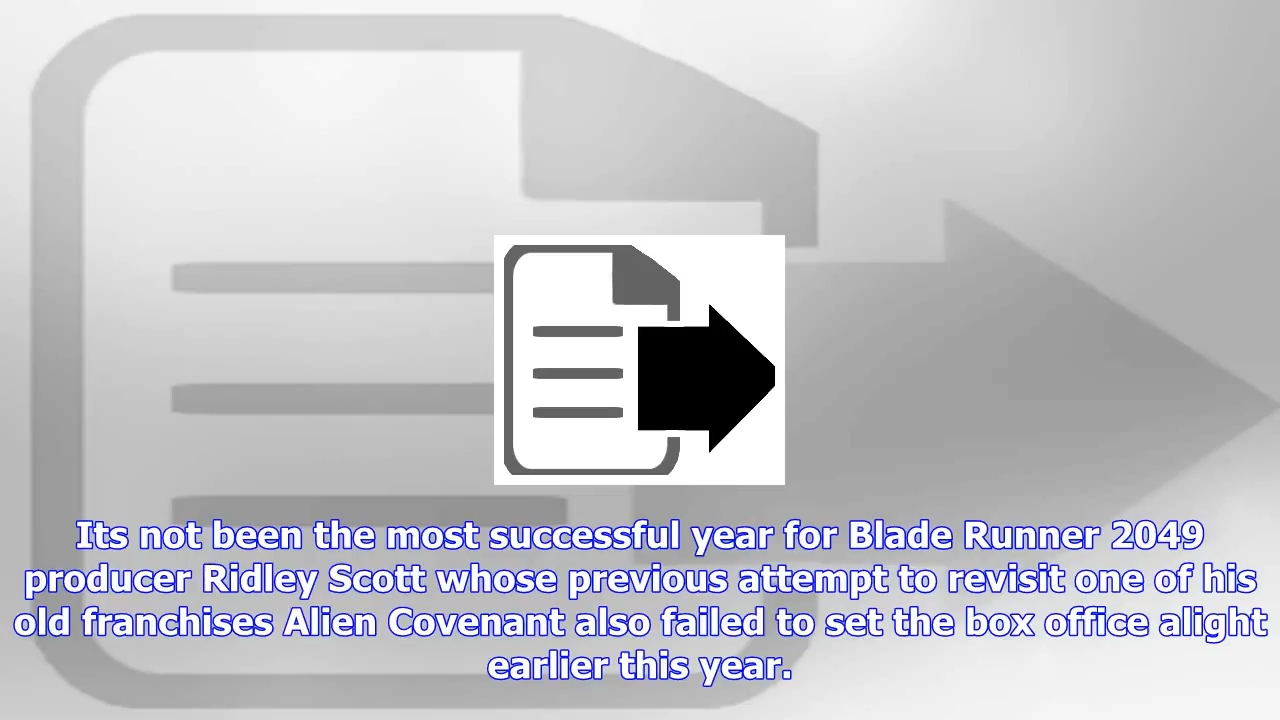 Its not been the most successful year for Blade Runner 2049
producer Ridley Scott whose previous attempt to revisit one of his
old franchises Alien Covenant also failed to set the box office alight
earlier this year.